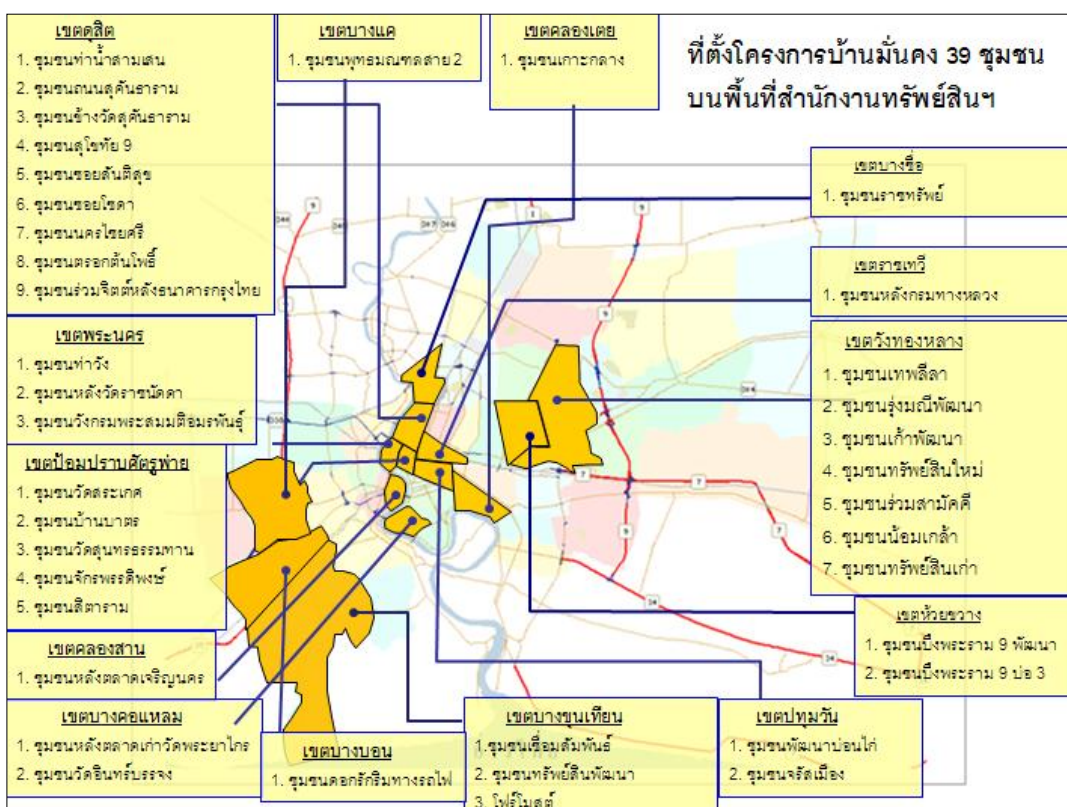 ที่ตั้งโครงการบ้านมั่นคง 39 ชุมชน
บนพื้นที่สำนักงานทรัพย์สินฯ
เขตดุสิต
1. ชุมชนท่าน้ำสามเสน
2. ชุมชนถนนสุคันธาราม
3. ชุมชนข้างวัดสุคันธาราม
4. ชุมชนสุโขทัย 9
5. ชุมชนซอยสันติสุข
6. ชุมชนซอยโซดา
7. ชุมชนนครไชยศรี
8. ชุมชนตรอกต้นโพธิ์
9. ชุมชนร่วมจิตต์หลังธนาคารกรุงไทย
เขตบางแค
1. ชุมชนพุทธมณฑลสาย 2
เขตคลองเตย
1. ชุมชนเกาะกลาง
เขตบางซื่อ
1. ชุมชนราชทรัพย์
เขตราชเทวี
1. ชุมชนหลังกรมทางหลวง
เขตพระนคร
1. ชุมชนท่าวัง
2. ชุมชนหลังวัดราชนัดดา
3. ชุมชนวังกรมพระสมมติอมรพันธุ์
เขตวังทองหลาง
1. ชุมชนเทพลีลา
2. ชุมชนรุ่งมณีพัฒนา
3. ชุมชนเก้าพัฒนา
4. ชุมชนทรัพย์สินใหม่
5. ชุมชนร่วมสามัคคี
6. ชุมชนน้อมเกล้า
7. ชุมชนทรัพย์สินเก่า
เขตป้อมปราบศัตรูพ่าย
1. ชุมชนวัดสระเกศ
2. ชุมชนบ้านบาตร
3. ชุมชนวัดสุนทรธรรมทาน
4. ชุมชนจักรพรรดิพงษ์
5. ชุมชนสิตาราม
เขตห้วยขวาง
1. ชุมชนบึงพระราม 9 พัฒนา
2. ชุมชนบึงพระราม 9 บ่อ 3
เขตคลองสาน
1. ชุมชนหลังตลาดเจริญนคร
เขตบางคอแหลม
1. ชุมชนหลังตลาดเก่าวัดพระยาไกร
2. ชุมชนวัดอินทร์บรรจง
เขตบางบอน
1. ชุมชนดอกรักริมทางรถไฟ
เขตบางขุนเทียน
1.ชุมชนเชื่อมสัมพันธ์
2. ชุมชนทรัพย์สินพัฒนา
3. โฟร์โมสต์
เขตปทุมวัน
1. ชุมชนพัฒนาบ่อนไก่
2. ชุมชนจรัสเมือง
9
1
9
9
7
7
7
9
34
34